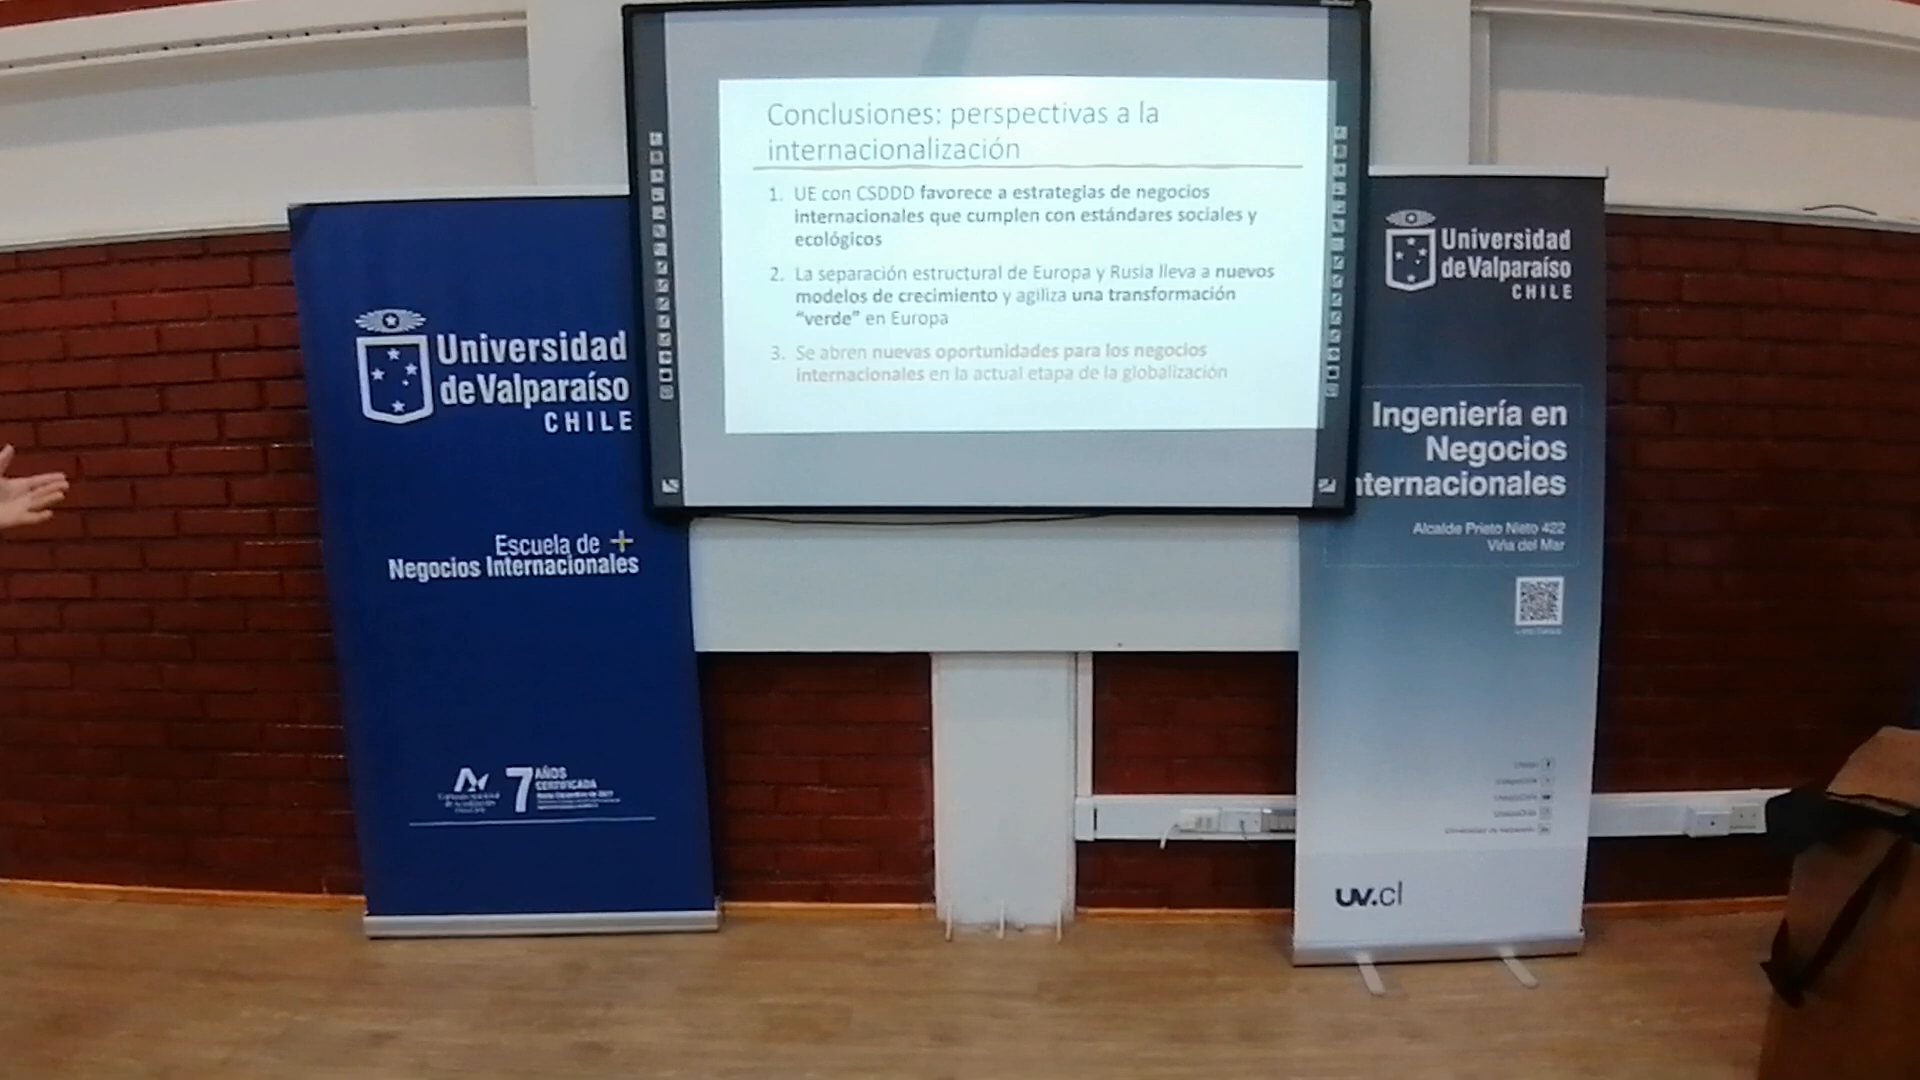 Conclusiones: perspectivas a la
internacionalización
1. UE con CSDDD favorece a estrategias de negocios
internacionales que cumplen con estándares sociales y
ecológicos
2. La separación estructural de Europa y Rusia lleva a nuevos
modelos de crecimiento y agiliza una transformación
“verde” en Europa
3. Se abren nuevas oportunidades para los negocios
internacionales en la actual etapa de la globalización
Universidad
de Valparaíso
CHILE
Escuela de
Negocios Internacionales
7 AÑOS
CERTIFICADA
Universidad
de Valparaíso
CHILE
Ingeniería en
Negocios
nternacionales
Alcalde Prieto Nieto 422
Viña del Mar
uv.cl